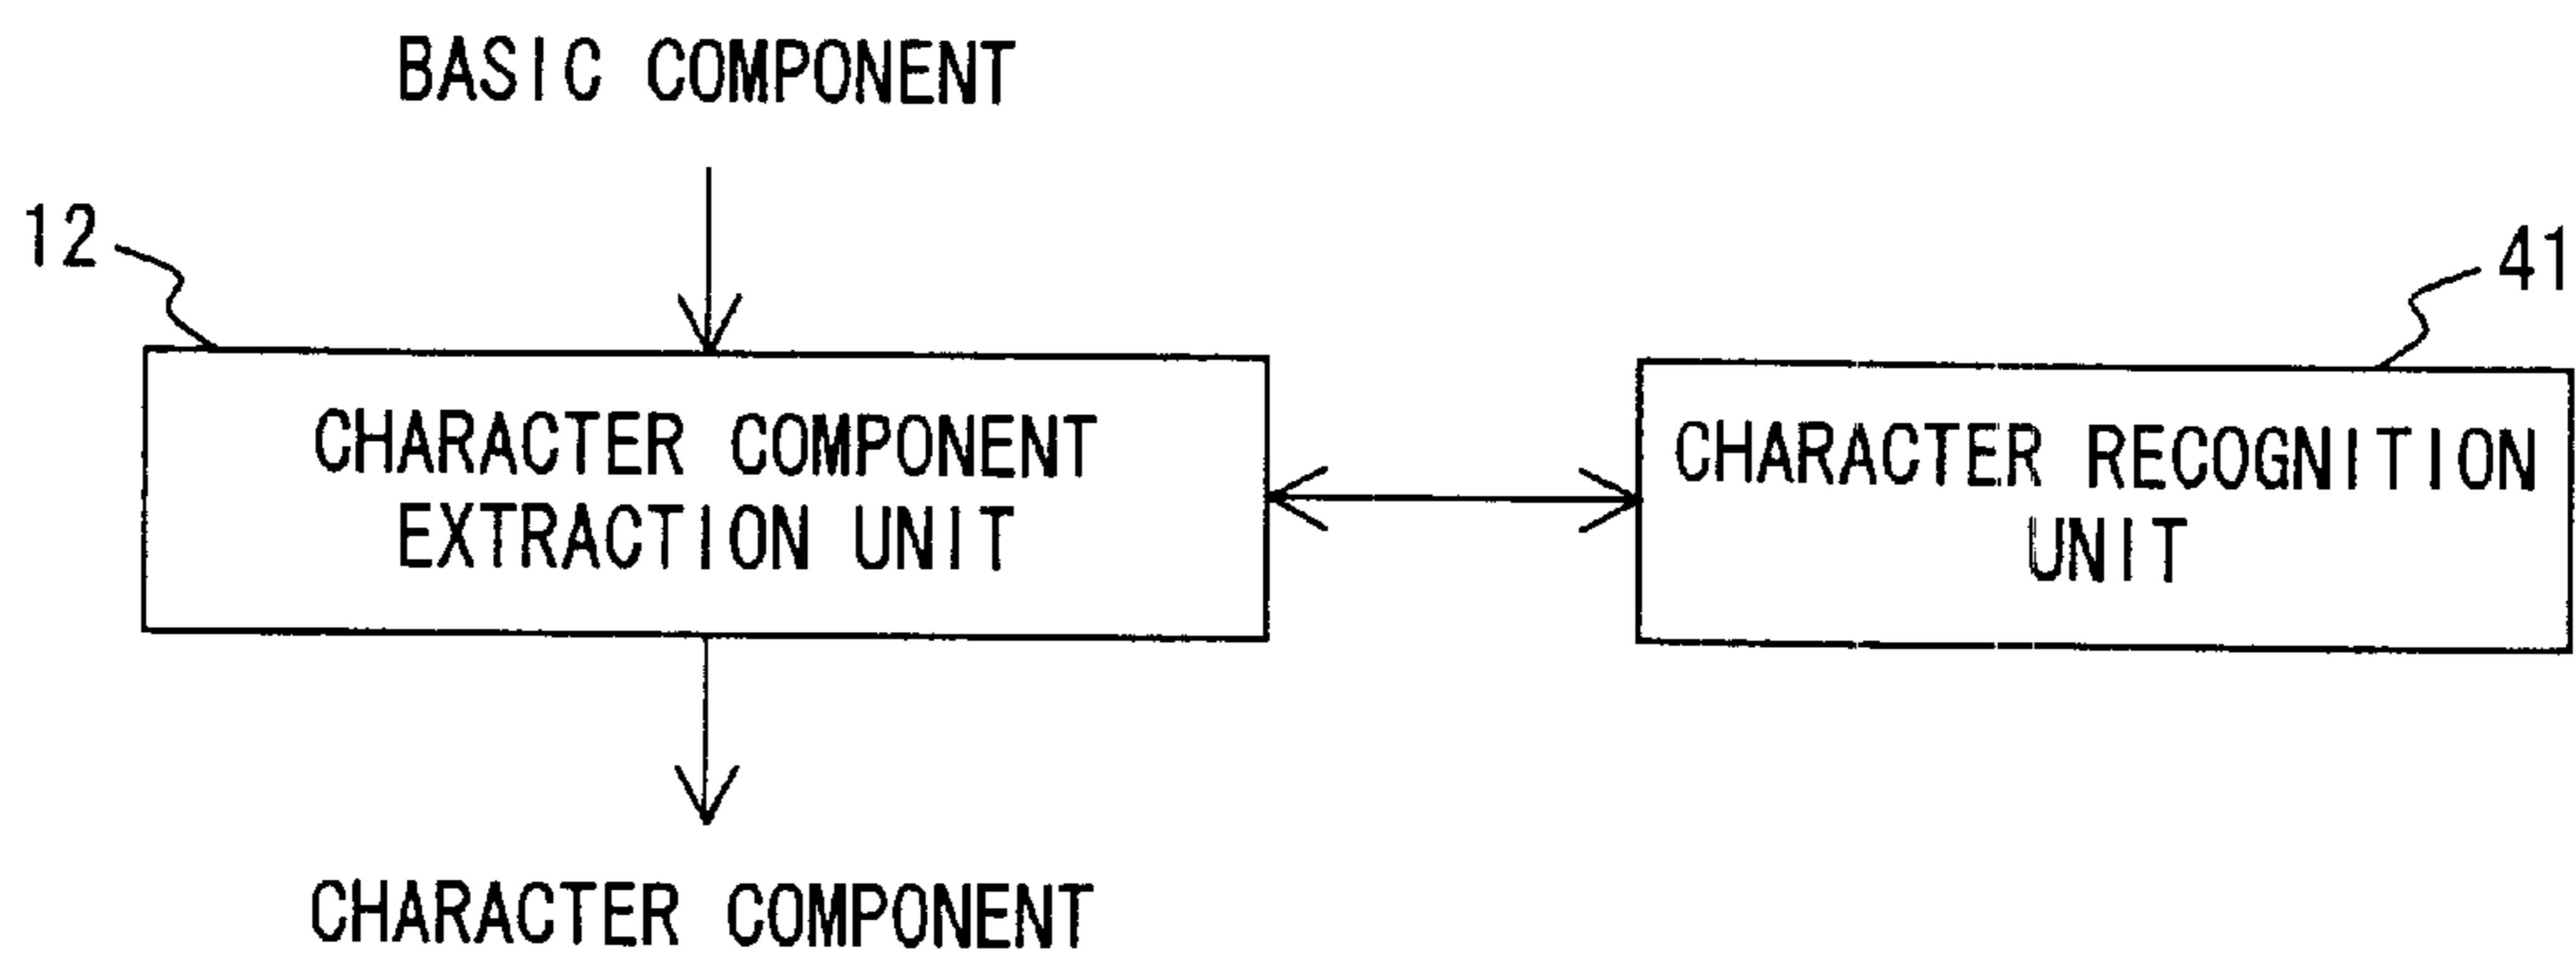 BASIC COMPONENT
12
41
CHARACTER COMPONENT
EXTRACTION UNIT
CHARACTER RECOGNITION
UNIT
CHARACTER COMPONENT